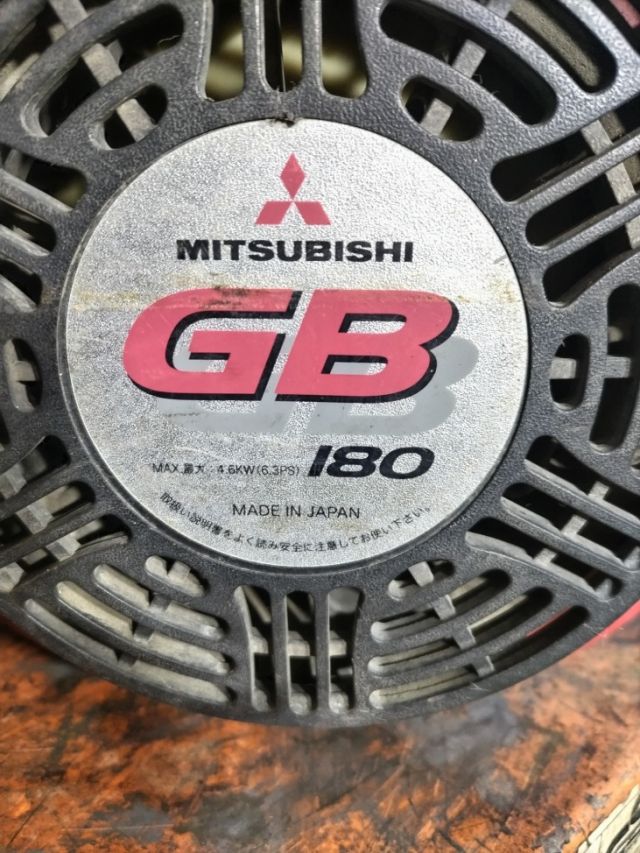 MITSUBISHI
GB
180
MAX.最大：4.6KW(6.3PS)
MADE IN JAPAN
取扱い説明書をよく読み安全に注意してお使い下さい。